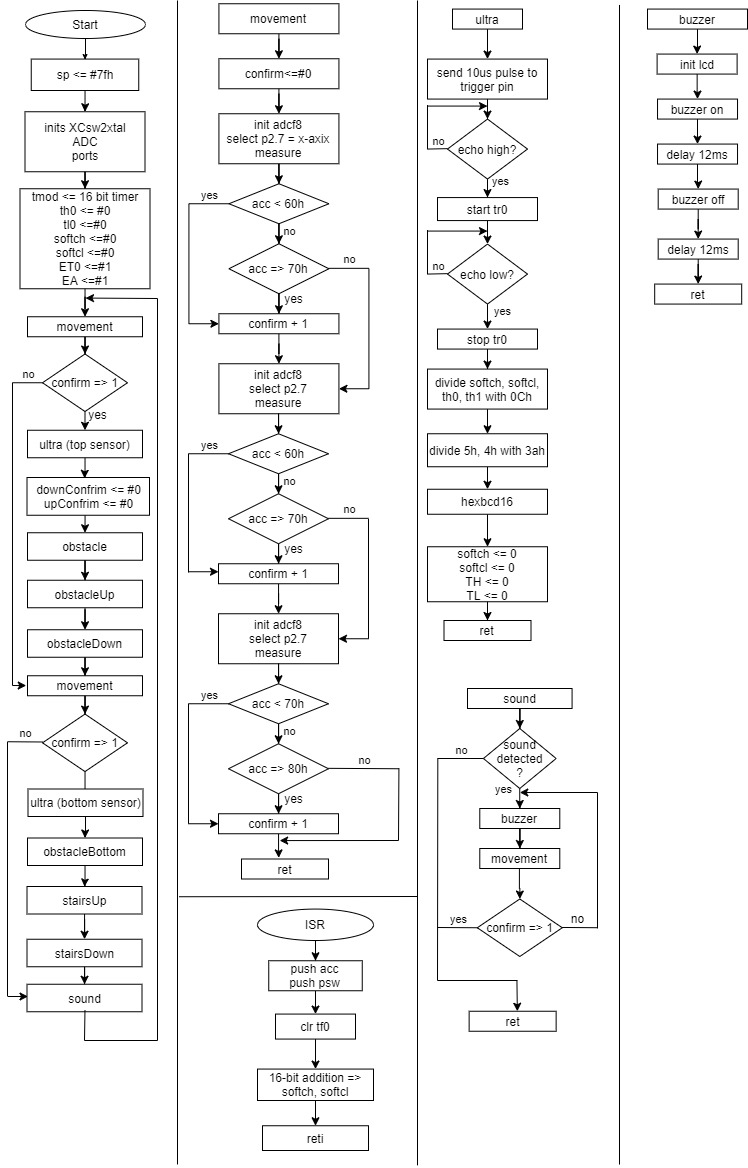 Start
sp <= #7fh
inits XCsw2xtal
ADC
ports
tmod <= 16 bit timer
th0 <= #0
tl0 <=#0
softch <=#0
softcl <=#0
ET0 <=#1
EA <=#1
movement
no
confirm => 1
yes
ultra (top sensor)
downConfrim <= #0
upConfrim <= #0
obstacle
obstacleUp
obstacleDown
movement
no
confirm => 1
ultra (bottom sensor)
obstacleBottom
stairsUp
stairsDown
sound
movement
confirm<=#0
init adcf8
select p2.7 = x-axix
measure
yes
acc < 60h
no
acc => 70h
no
yes
confirm + 1
init adcf8
select p2.7
measure
yes
acc < 60h
no
acc => 70h
no
yes
confirm + 1
init adcf8
select p2.7
measure
yes
acc < 70h
no
acc => 80h
no
yes
confirm + 1
ret
ISR
push acc
push psw
clr tf0
16-bit addition =>
softch, softcl
reti
ultra
send 10us pulse to
trigger pin
no
echo high?
yes
start tr0
no
echo low?
yes
stop tr0
divide softch, softcl,
th0, th1 with 0Ch
divide 5h, 4h with 3ah
hexbcd16
softch <= 0
softcl <= 0
TH <= 0
TL <= 0
ret
sound
no
sound
detected
?
yes
buzzer
movement
yes
confirm => 1
no
ret
buzzer
init lcd
buzzer on
delay 12ms
buzzer off
delay 12ms
ret